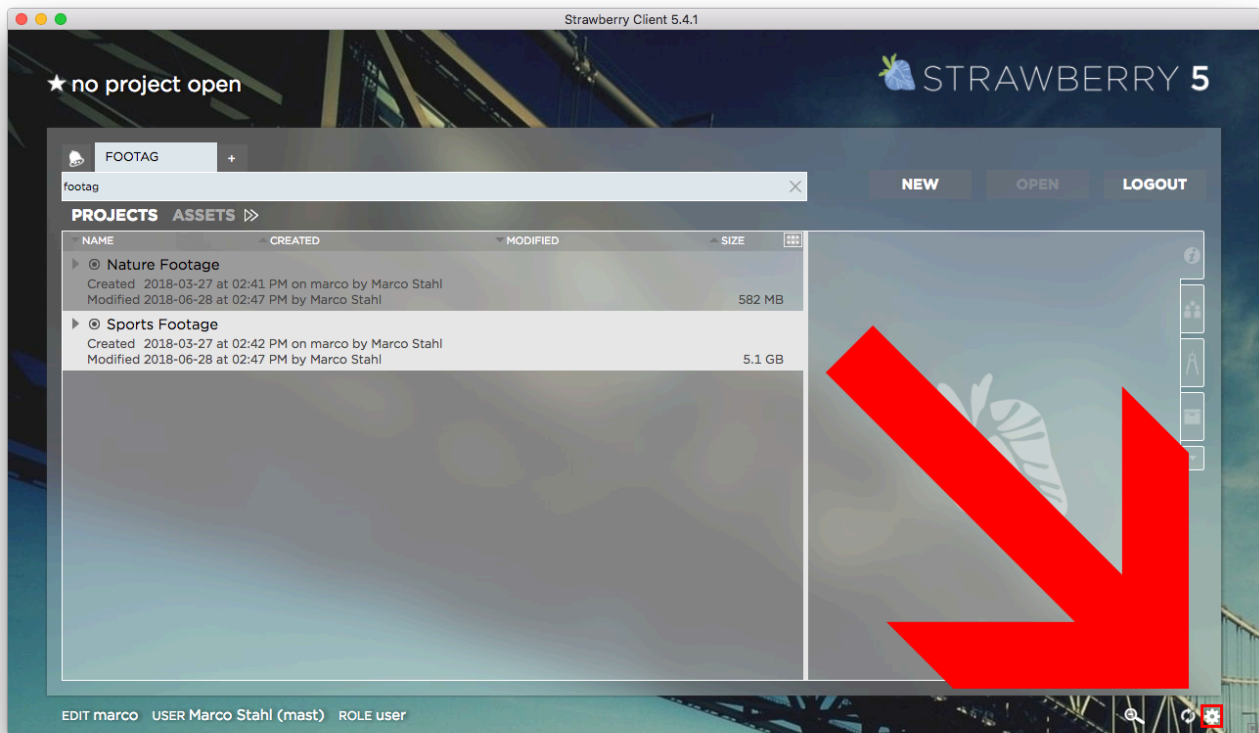 Strawberry Client 5.4.1
★ no project open
STRAWBERRY 5
FOOTAG +
footag
NEW OPEN LOGOUT
PROJECTS ASSETS
NAME CREATED MODIFIED SIZE
Nature Footage
Created 2018-03-27 at 02:41 PM on marco by Marco Stahl
Modified 2018-06-28 at 02:47 PM by Marco Stahl 582 MB
Sports Footage
Created 2018-03-27 at 02:42 PM on marco by Marco Stahl
Modified 2018-06-28 at 02:47 PM by Marco Stahl 5.1 GB
EDIT marco USER Marco Stahl (mast) ROLE user